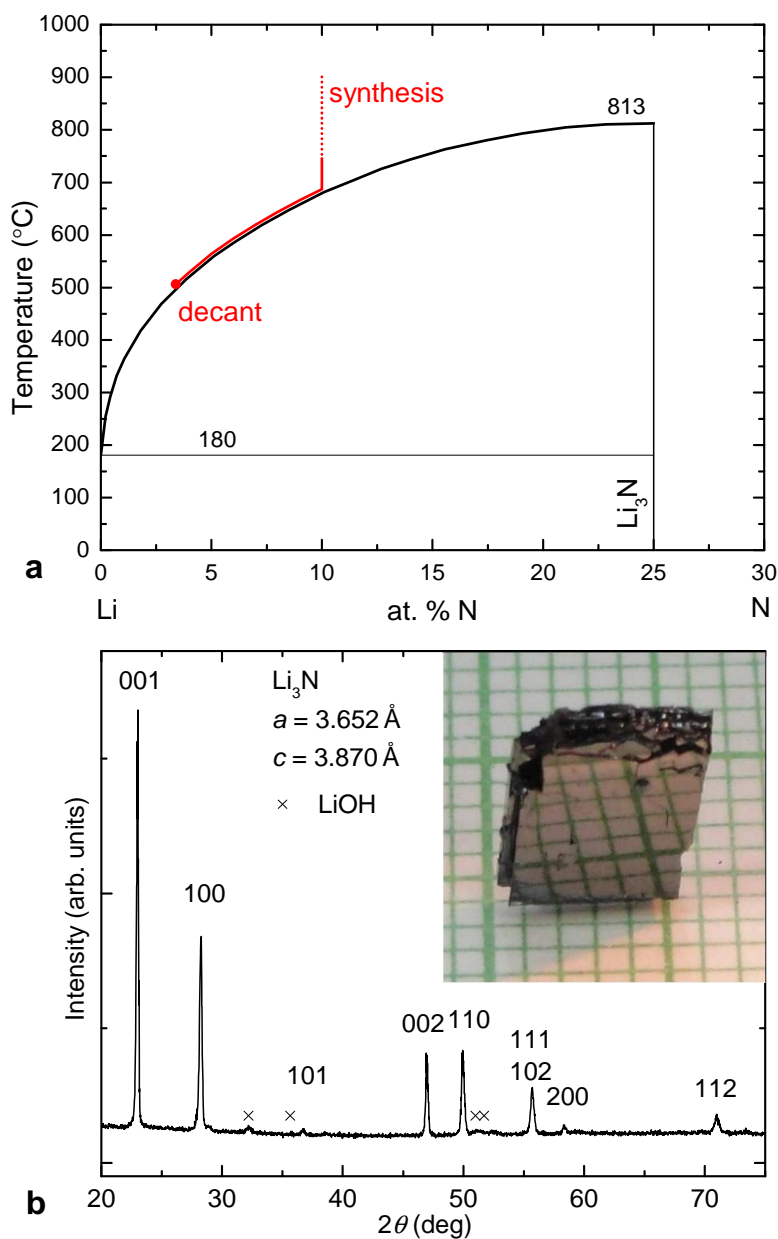 1000
900
800
700
600
500
400
300
200
100
0
Temperature (°C)
synthesis
813
decant
180
Li₃N
a
0 5 10 15 20 25 30
Li at. % N N
001
Li₃N
a = 3.652 Å
c = 3.870 Å
× LiOH
100
Intensity (arb. units)
002 110 111
101 102
200
112
b
20 30 40 50 60 70
2θ (deg)